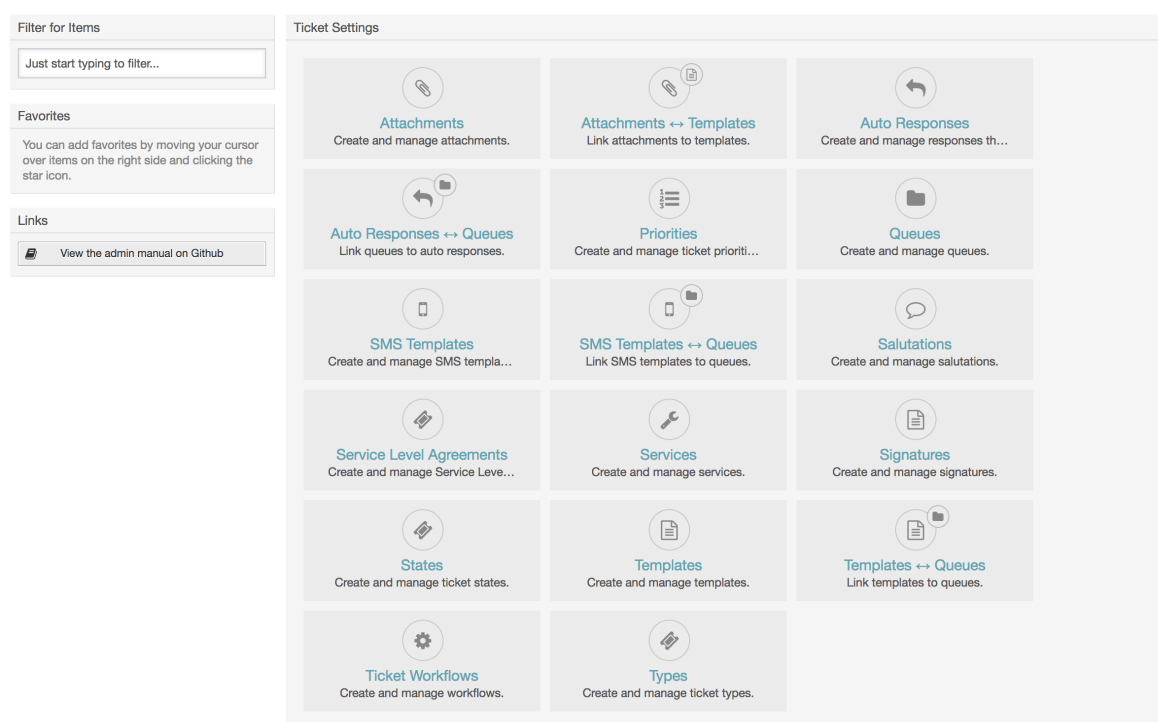 Filter for Items
Just start typing to filter...
Favorites
You can add favorites by moving your cursor
over items on the right side and clicking the
star icon.
Links
View the admin manual on Github
Ticket Settings
Attachments
Create and manage attachments.
Attachments ↔ Templates
Link attachments to templates.
Auto Responses
Create and manage responses th…
Auto Responses ↔ Queues
Link queues to auto responses.
Priorities
Create and manage ticket prioriti…
Queues
Create and manage queues.
SMS Templates
Create and manage SMS templa…
SMS Templates ↔ Queues
Link SMS templates to queues.
Salutations
Create and manage salutations.
Service Level Agreements
Create and manage Service Leve…
Services
Create and manage services.
Signatures
Create and manage signatures.
States
Create and manage ticket states.
Templates
Create and manage templates.
Templates ↔ Queues
Link templates to queues.
Ticket Workflows
Create and manage workflows.
Types
Create and manage ticket types.